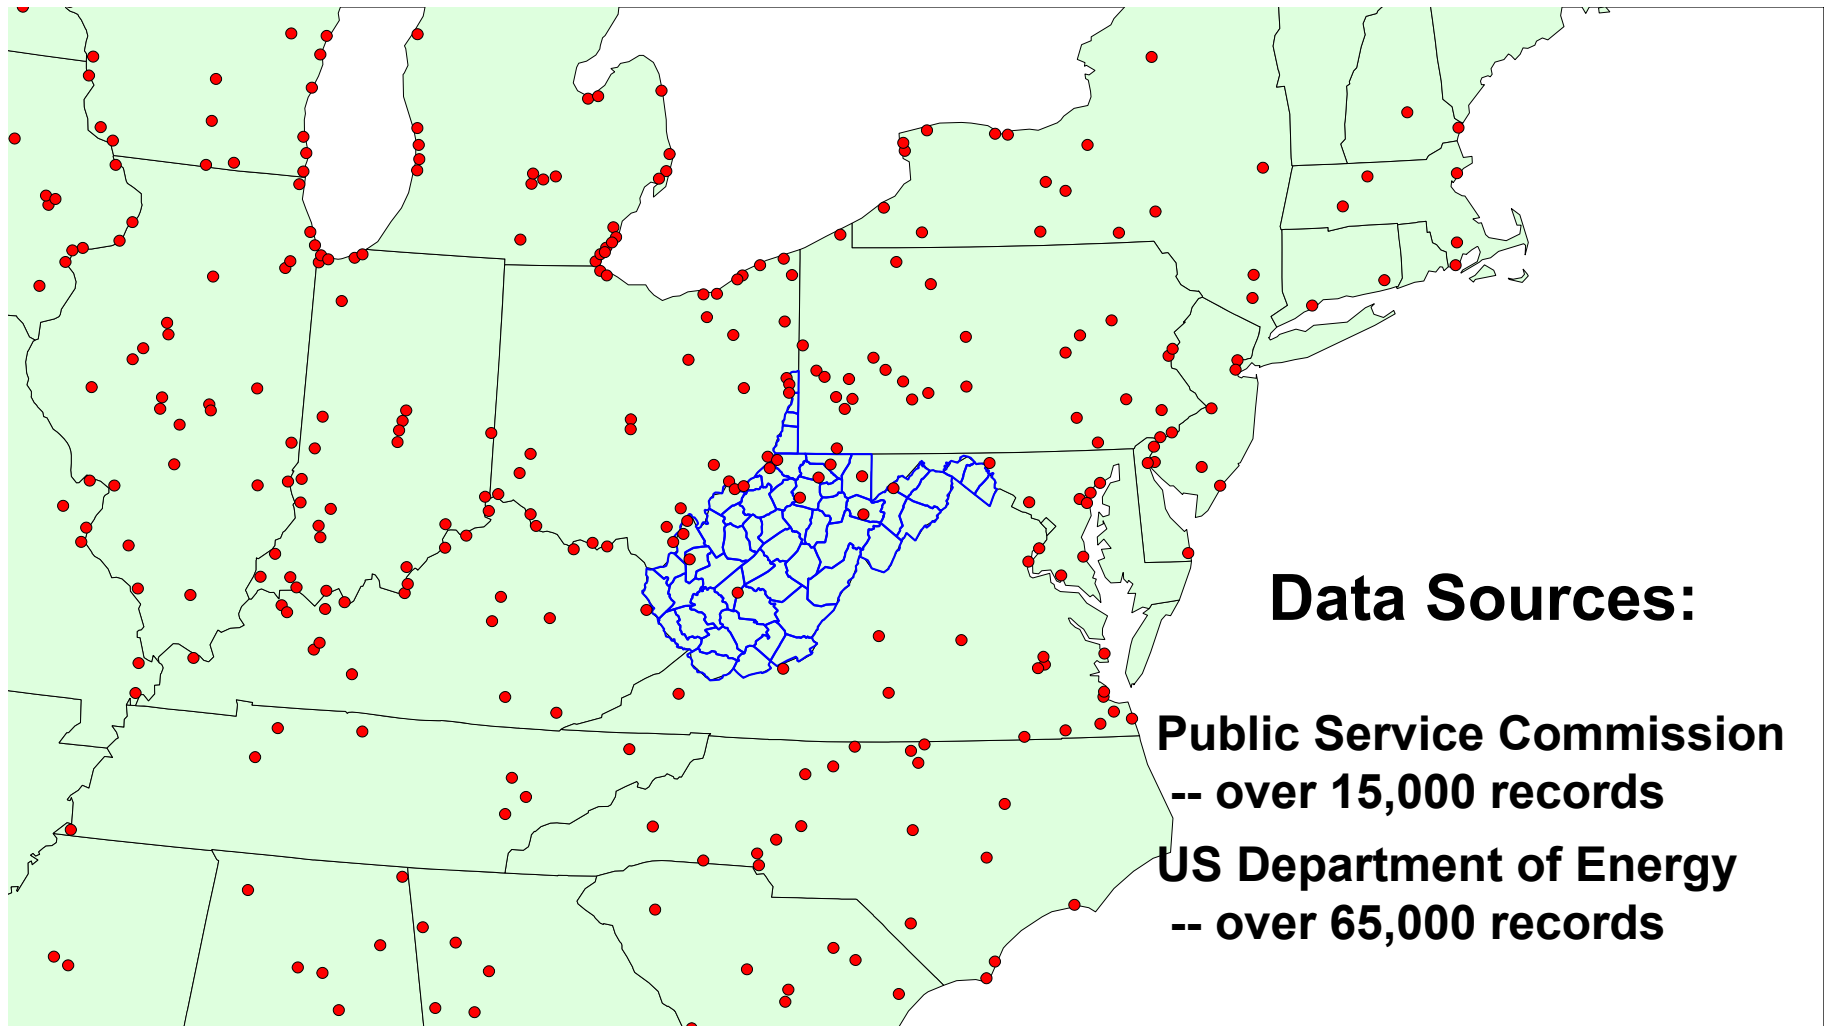 Data Sources:
Public Service Commission
-- over 15,000 records
US Department of Energy
-- over 65,000 records